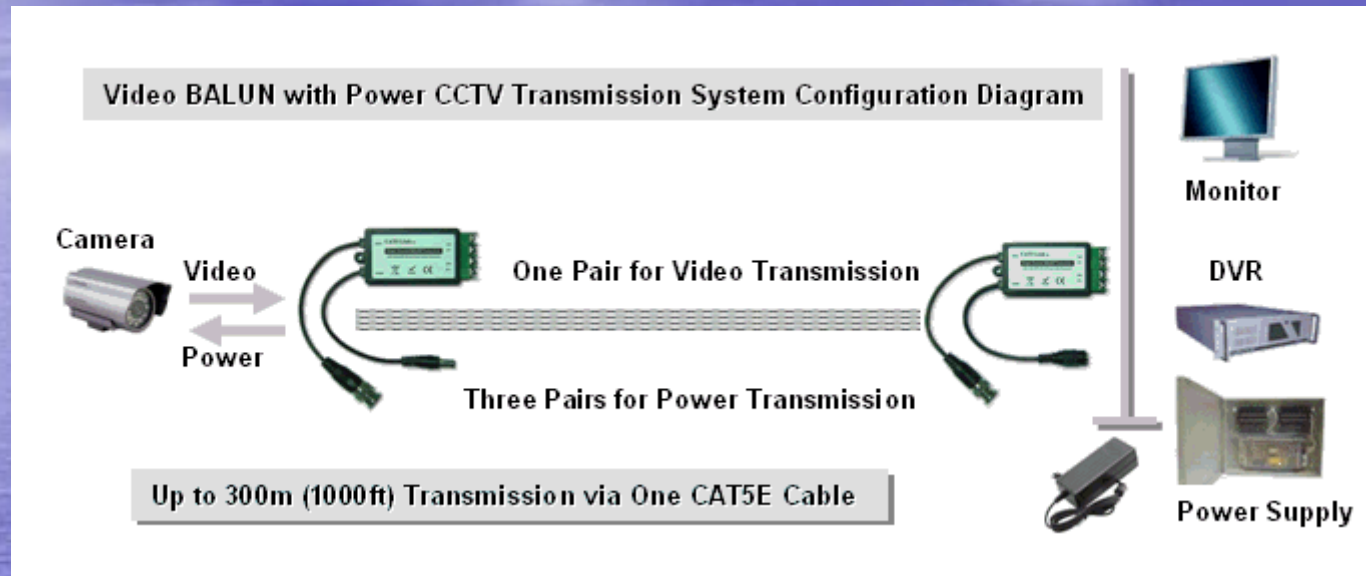 Video BALUN with Power CCTV Transmission System Configuration Diagram
Monitor
Camera
Video
One Pair for Video Transmission
DVR
Power
Three Pairs for Power Transmission
Up to 300m (1000ft) Transmission via One CAT5E Cable
Power Supply